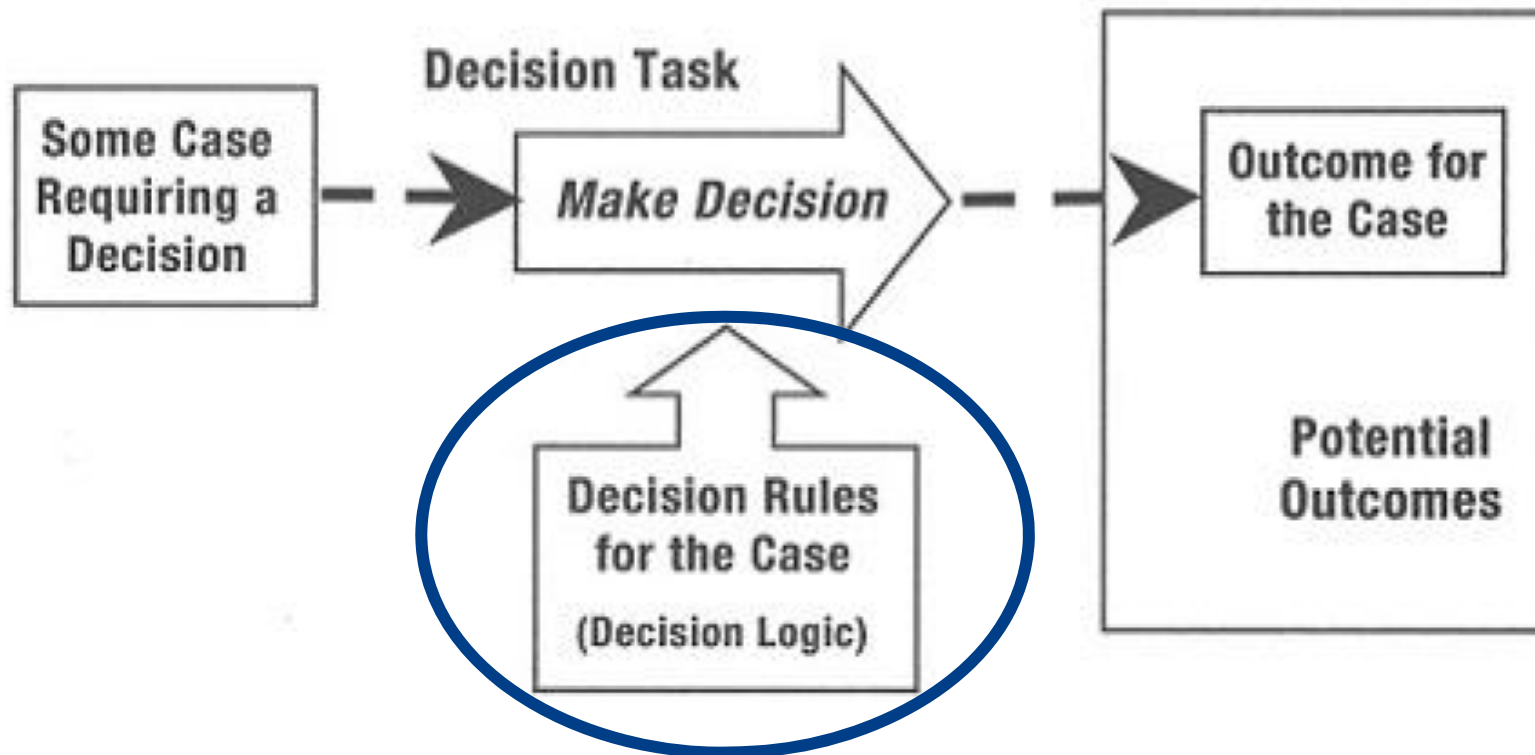 Some Case
Requiring a
Decision
Decision Task
Make Decision
Decision Rules
for the Case
(Decision Logic)
Outcome for
the Case
Potential
Outcomes